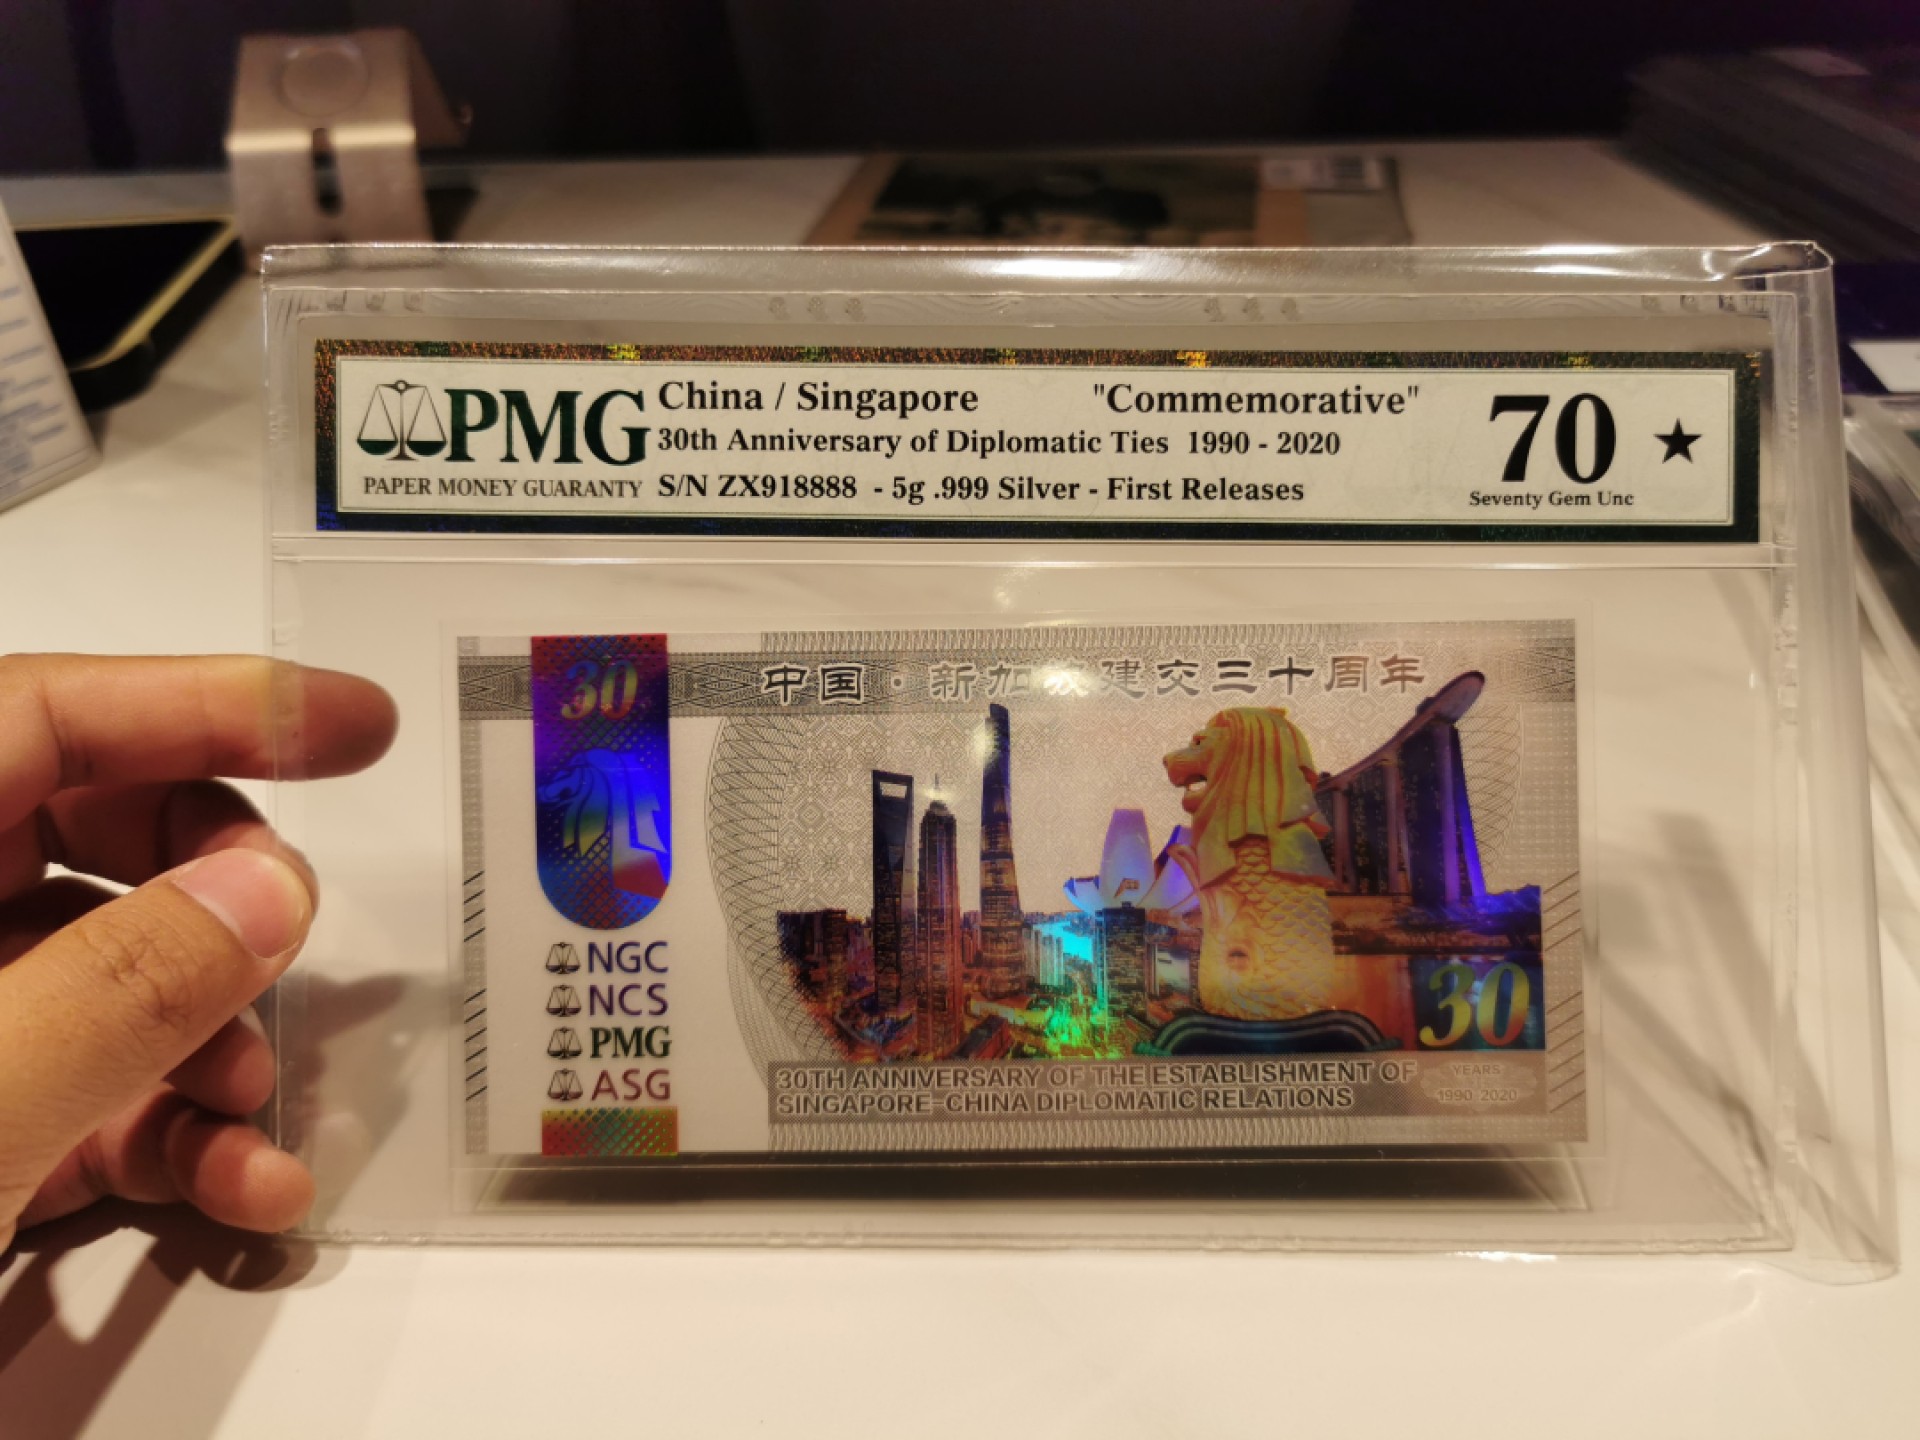 PMG
PAPER MONEY GUARANTY
China / Singapore "Commemorative"
30th Anniversary of Diplomatic Ties 1990 - 2020
S/N ZX918888 - 5g .999 Silver - First Releases
70 ★
Seventy Gem Unc
30
中国·新加坡建交三十周年
NGC
NCS
PMG
ASG
30
30TH ANNIVERSARY OF THE ESTABLISHMENT OF
SINGAPORE-CHINA DIPLOMATIC RELATIONS
YEARS
1990 2020